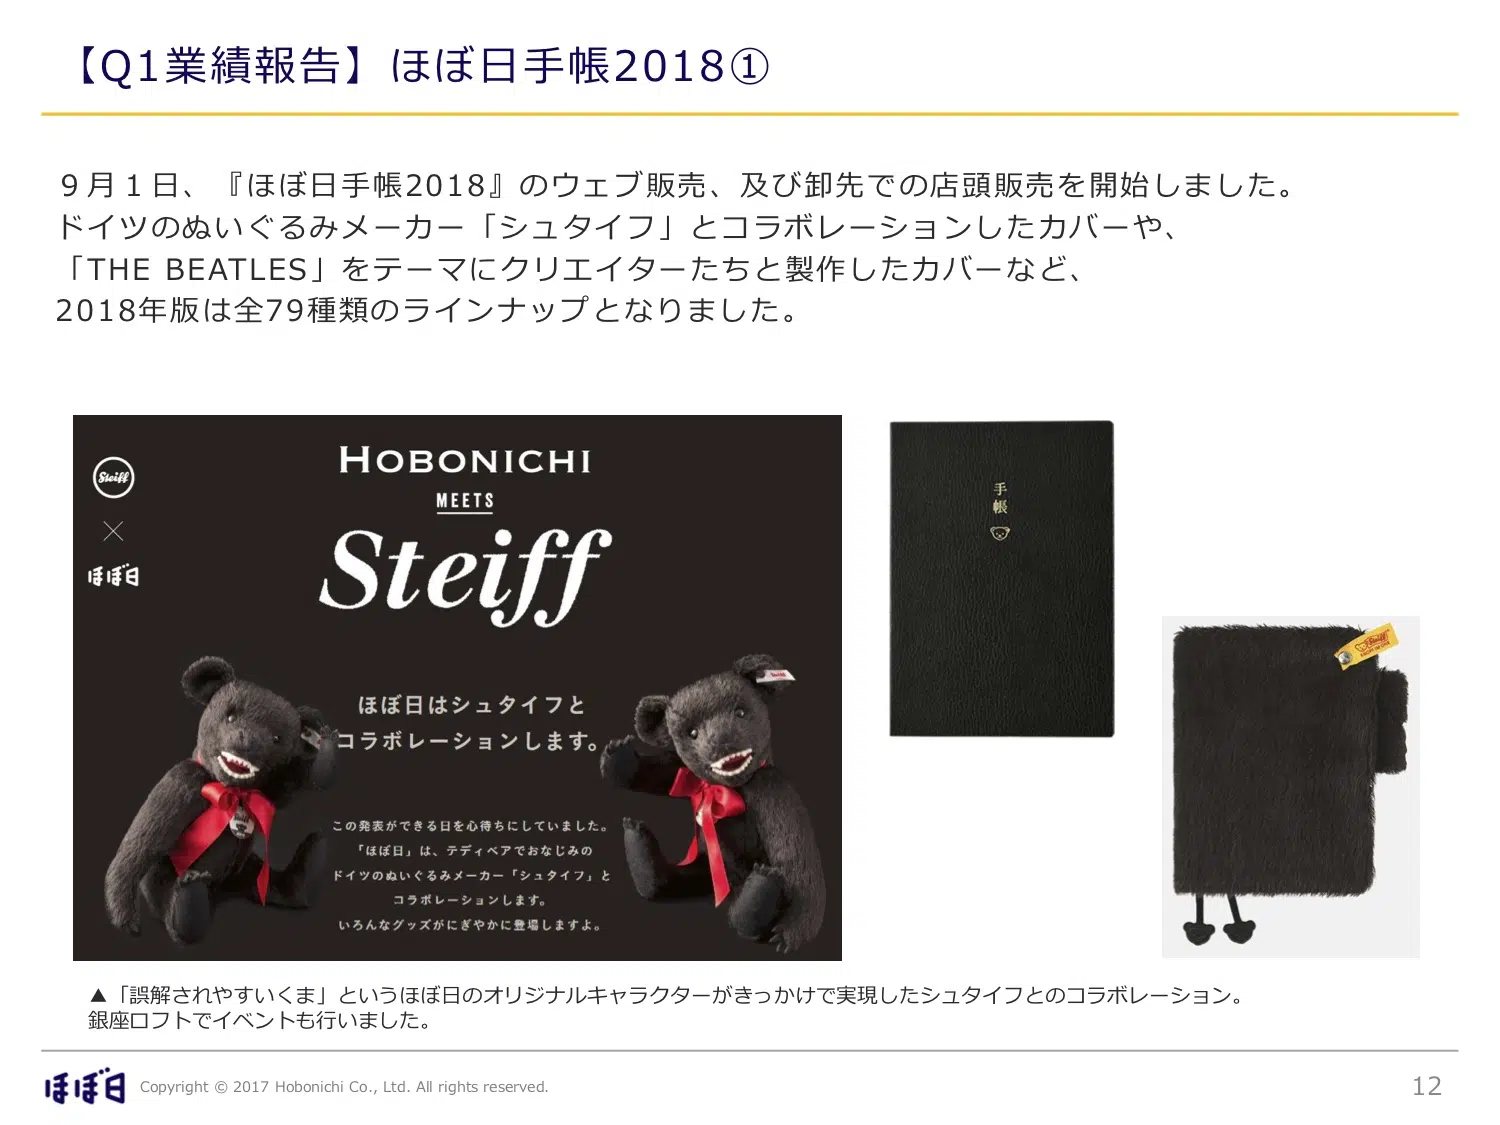 【Q1業績報告】ほぼ日手帳2018①
９月１日、『ほぼ日手帳2018』のウェブ販売、及び卸先での店頭販売を開始しました。
ドイツのぬいぐるみメーカー「シュタイフ」とコラボレーションしたカバーや、
「THE BEATLES」をテーマにクリエイターたちと製作したカバーなど、
2018年版は全79種類のラインナップとなりました。
Steiff
×
ほぼ日
HOBONICHI
MEETS
Steiff
ほぼ日はシュタイフと
コラボレーションします。
この発表ができる日を心待ちにしていました。
「ほぼ日」は、テディベアでおなじみの
ドイツのぬいぐるみメーカー「シュタイフ」と
コラボレーションします。
いろんなグッズがにぎやかに登場しますよ。
手
帳
Steiff
▲「誤解されやすいくま」というほぼ日のオリジナルキャラクターがきっかけで実現したシュタイフとのコラボレーション。
銀座ロフトでイベントも行いました。
ほぼ日
Copyright © 2017 Hobonichi Co., Ltd. All rights reserved.
12